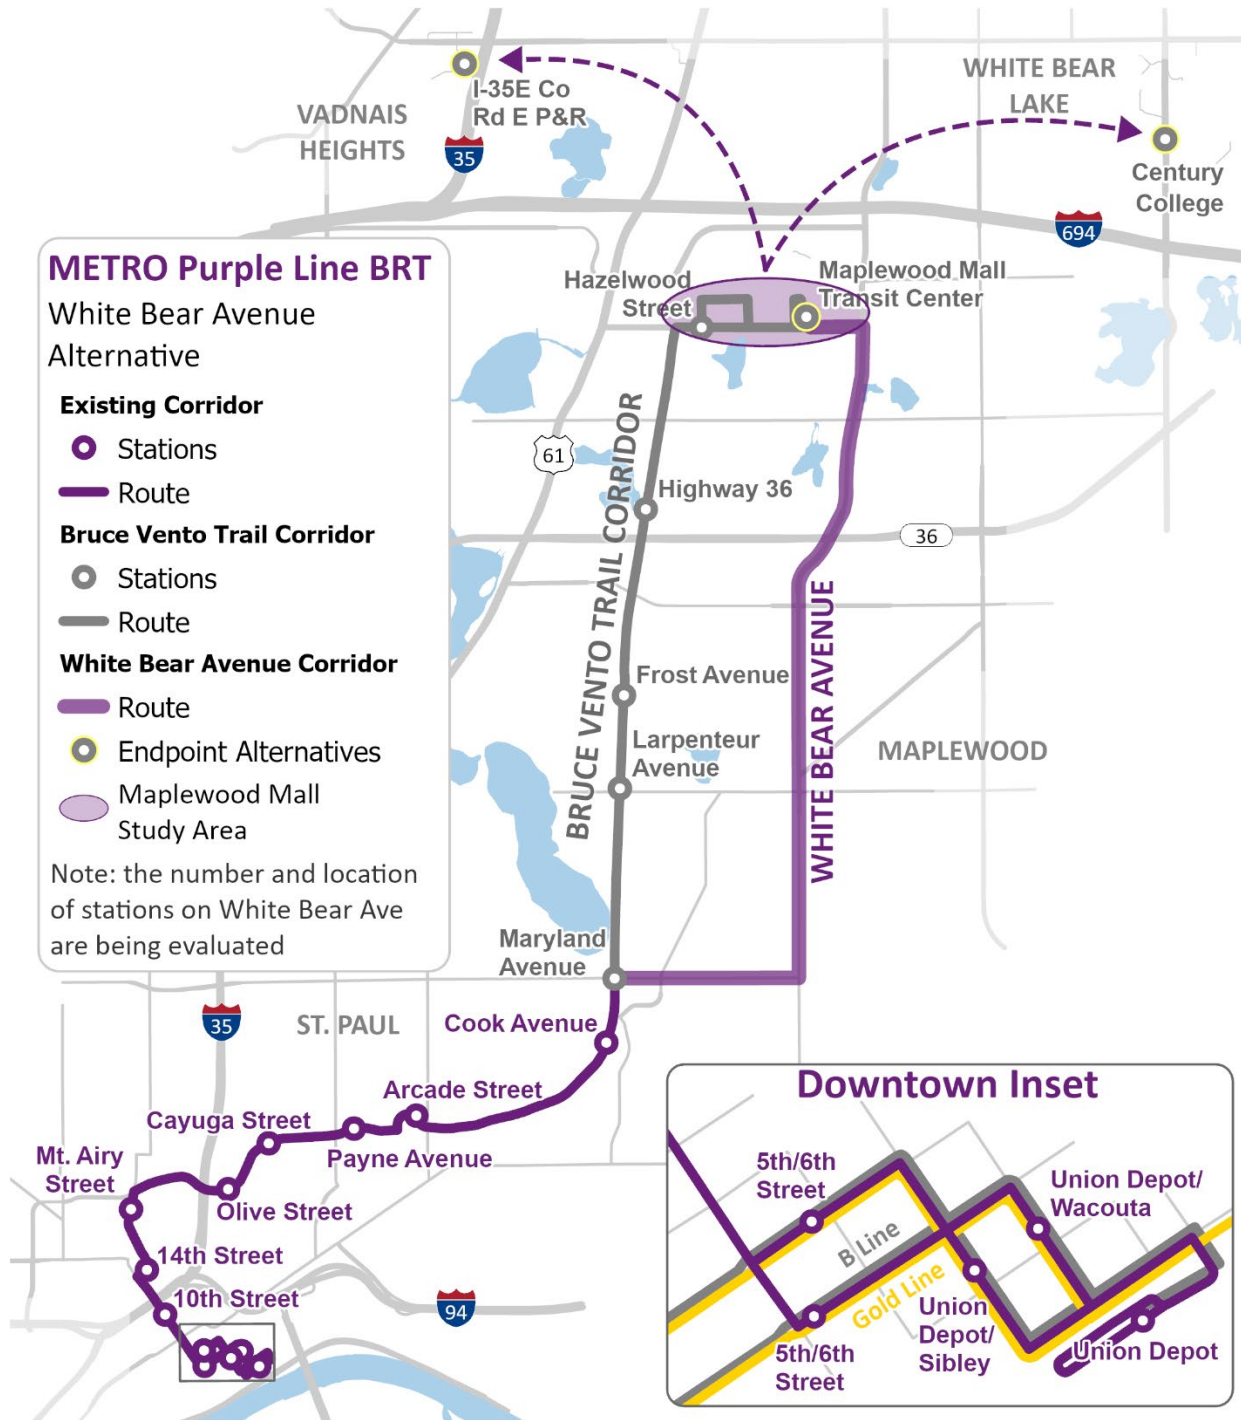 I-35E Co
Rd E P&R
WHITE BEAR
LAKE
VADNAIS
HEIGHTS
35
Century
College
694
METRO Purple Line BRT
White Bear Avenue
Alternative
Existing Corridor
Stations
Route
Bruce Vento Trail Corridor
Stations
Route
White Bear Avenue Corridor
Route
Endpoint Alternatives
Maplewood Mall
Study Area
Note: the number and location
of stations on White Bear Ave
are being evaluated
Hazelwood
Street
Maplewood Mall
Transit Center
61
BRUCE VENTO TRAIL CORRIDOR
Highway 36
36
WHITE BEAR AVENUE
Frost Avenue
Larpenteur
Avenue
MAPLEWOOD
Maryland
Avenue
35
ST. PAUL
Cook Avenue
Arcade Street
Cayuga Street
Payne Avenue
Mt. Airy
Street
Olive Street
14th Street
10th Street
94
Downtown Inset
5th/6th
Street
Union Depot/
Wacouta
B Line
Gold Line
Union
Depot/
Sibley
5th/6th
Street
Union Depot